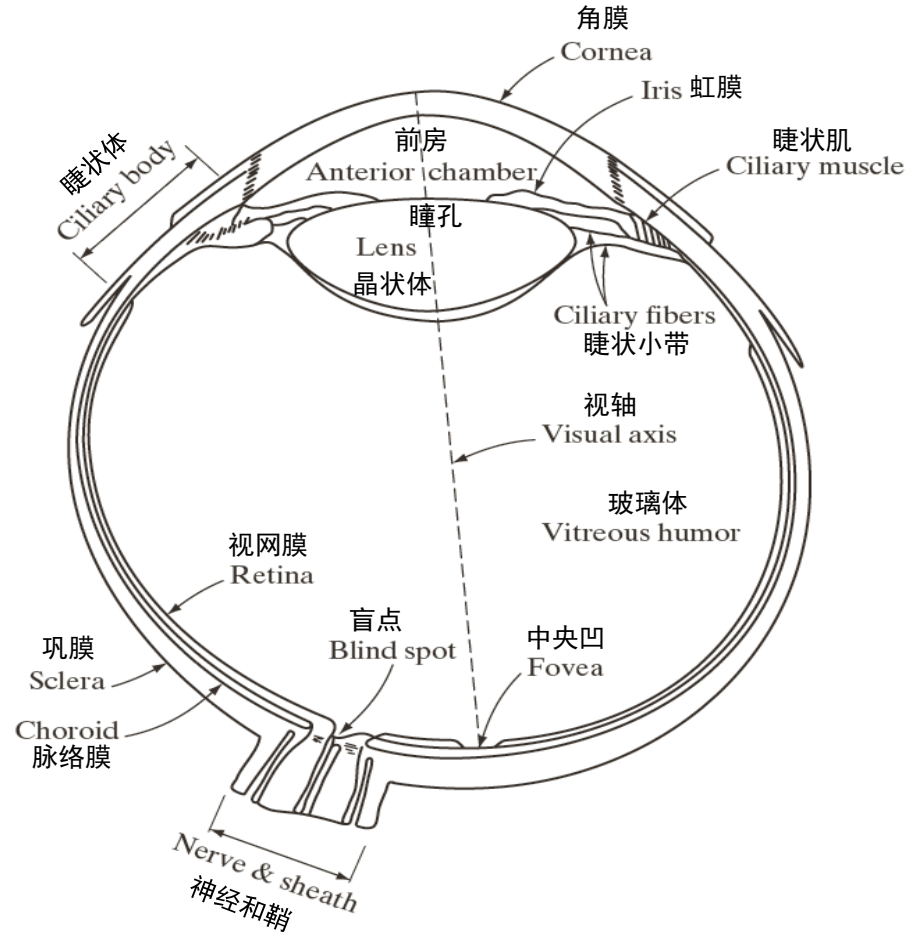 角膜
Cornea
Iris 虹膜
前房
Anterior chamber
睫状肌
Ciliary muscle
睫状体
Ciliary body
瞳孔
Lens
晶状体
Ciliary fibers
睫状小带
视轴
Visual axis
玻璃体
Vitreous humor
视网膜
Retina
盲点
Blind spot
中央凹
Fovea
巩膜
Sclera
Choroid
脉络膜
Nerve & sheath
神经和鞘